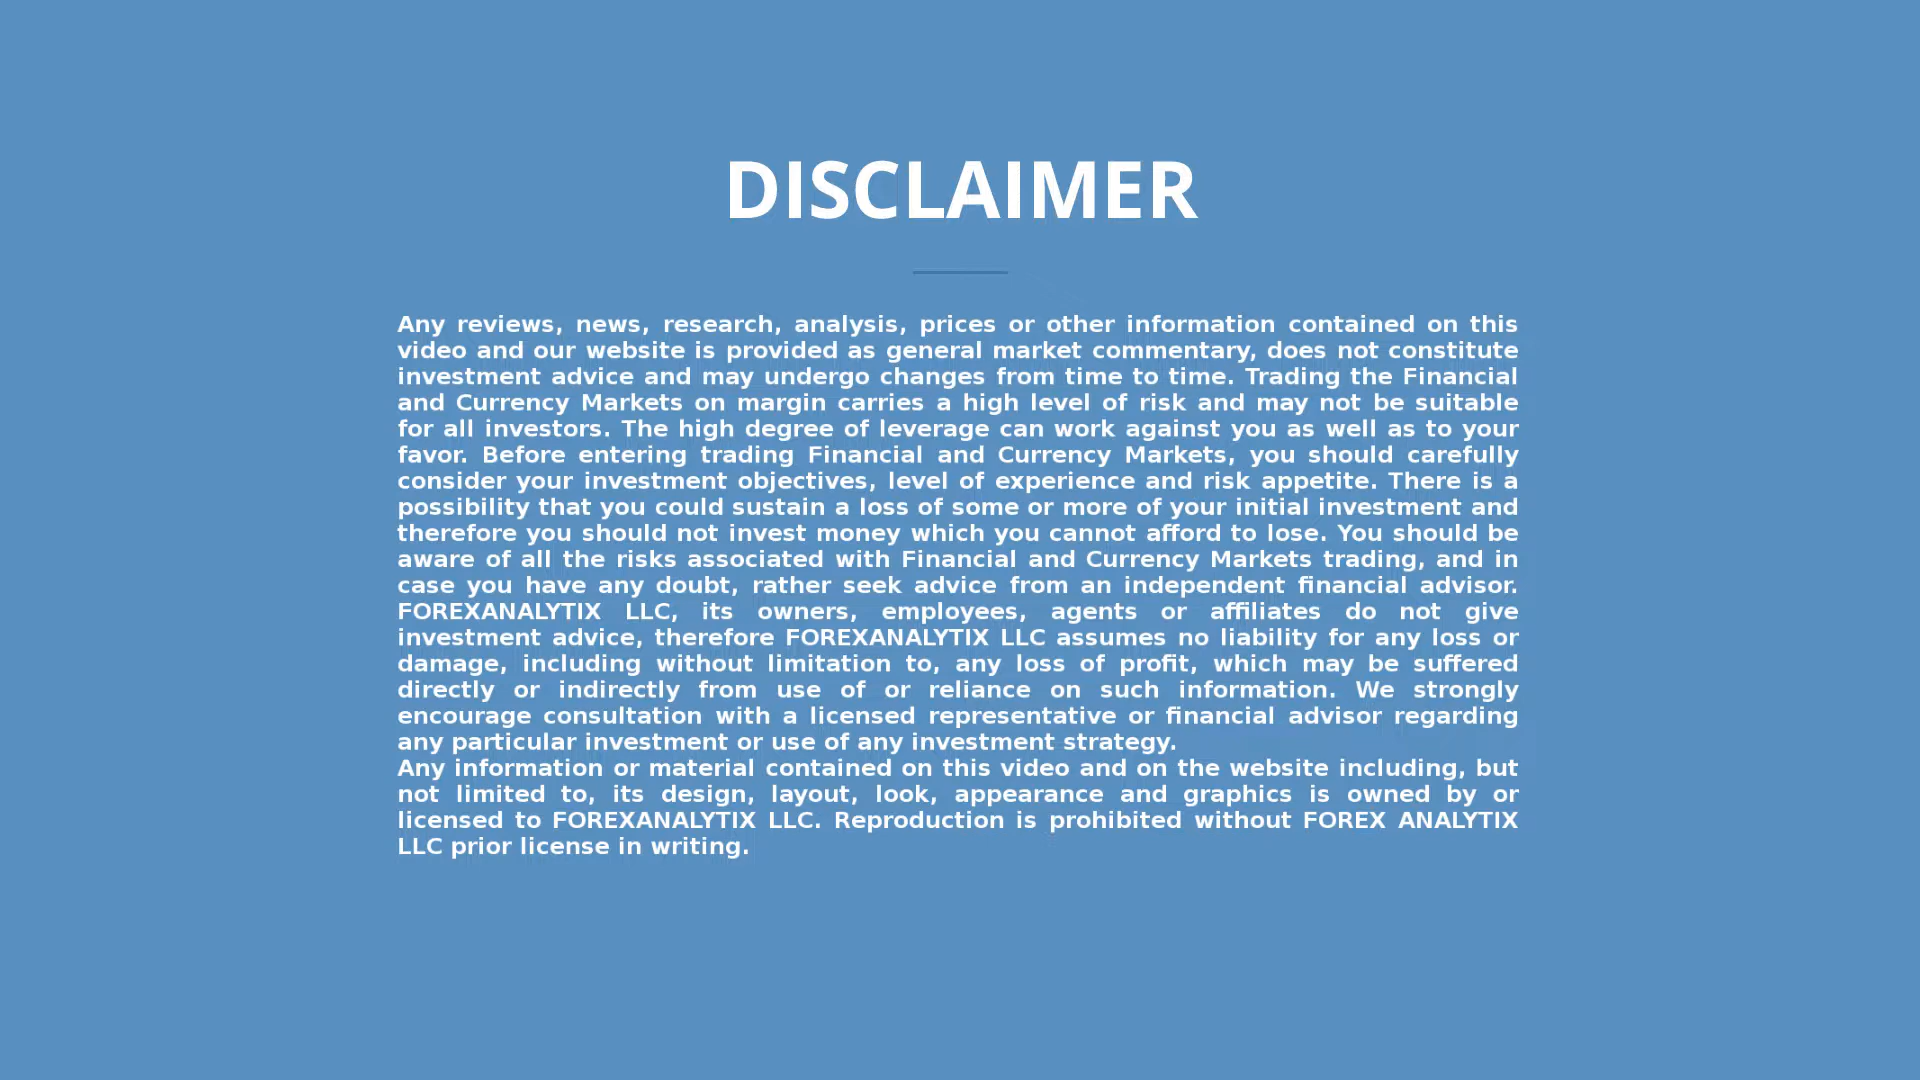 DISCLAIMER
Any reviews, news, research, analysis, prices or other information contained on this
video and our website is provided as general market commentary, does not constitute
investment advice and may undergo changes from time to time. Trading the Financial
and Currency Markets on margin carries a high level of risk and may not be suitable
for all investors. The high degree of leverage can work against you as well as to your
favor. Before entering trading Financial and Currency Markets, you should carefully
consider your investment objectives, level of experience and risk appetite. There is a
possibility that you could sustain a loss of some or more of your initial investment and
therefore you should not invest money which you cannot afford to lose. You should be
aware of all the risks associated with Financial and Currency Markets trading, and in
case you have any doubt, rather seek advice from an independent financial advisor.
FOREXANALYTIX LLC, its owners, employees, agents or affiliates do not give
investment advice, therefore FOREXANALYTIX LLC assumes no liability for any loss or
damage, including without limitation to, any loss of profit, which may be suffered
directly or indirectly from use of or reliance on such information. We strongly
encourage consultation with a licensed representative or financial advisor regarding
any particular investment or use of any investment strategy.
Any information or material contained on this video and on the website including, but
not limited to, its design, layout, look, appearance and graphics is owned by or
licensed to FOREXANALYTIX LLC. Reproduction is prohibited without FOREX ANALYTIX
LLC prior license in writing.